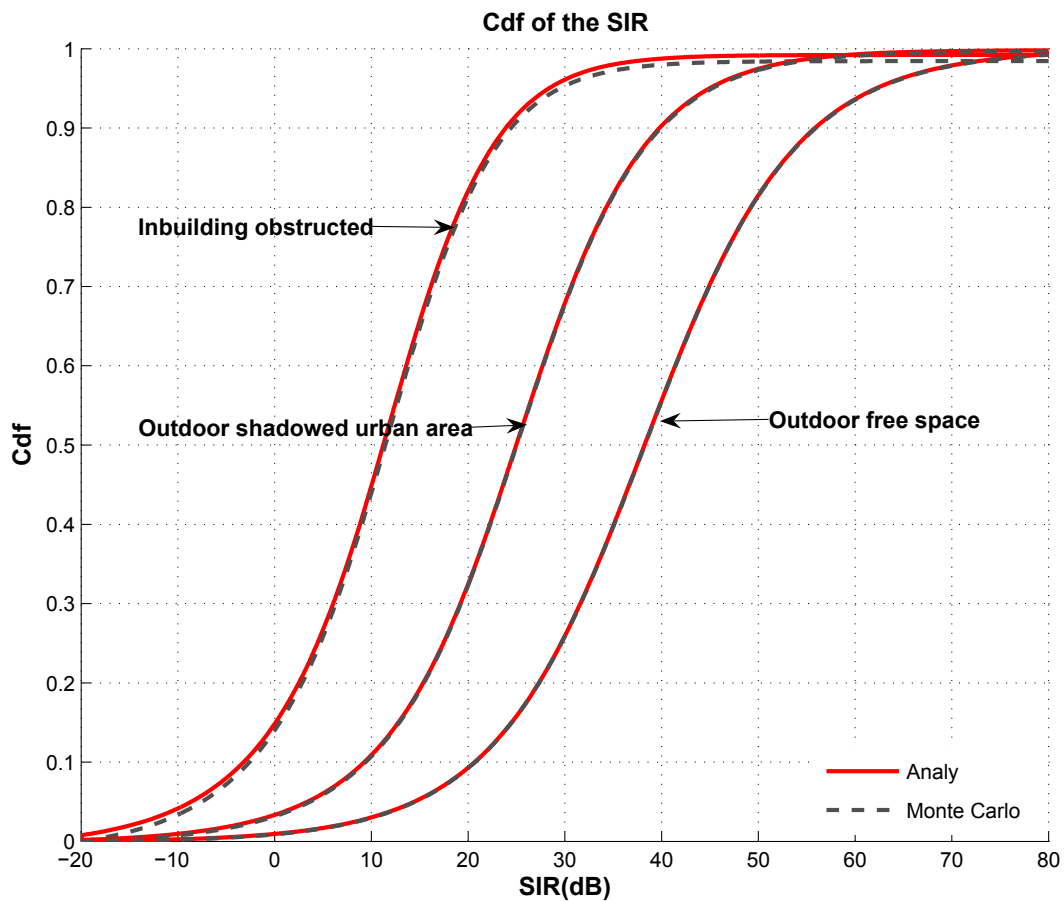 Cdf of the SIR
1
0.9
0.8
Inbuilding obstructed
0.7
0.6
Outdoor shadowed urban area
Outdoor free space
0.5
Cdf
0.4
0.3
0.2
0.1
Analy
Monte Carlo
0
−20 −10 0 10 20 30 40 50 60 70 80
SIR(dB)